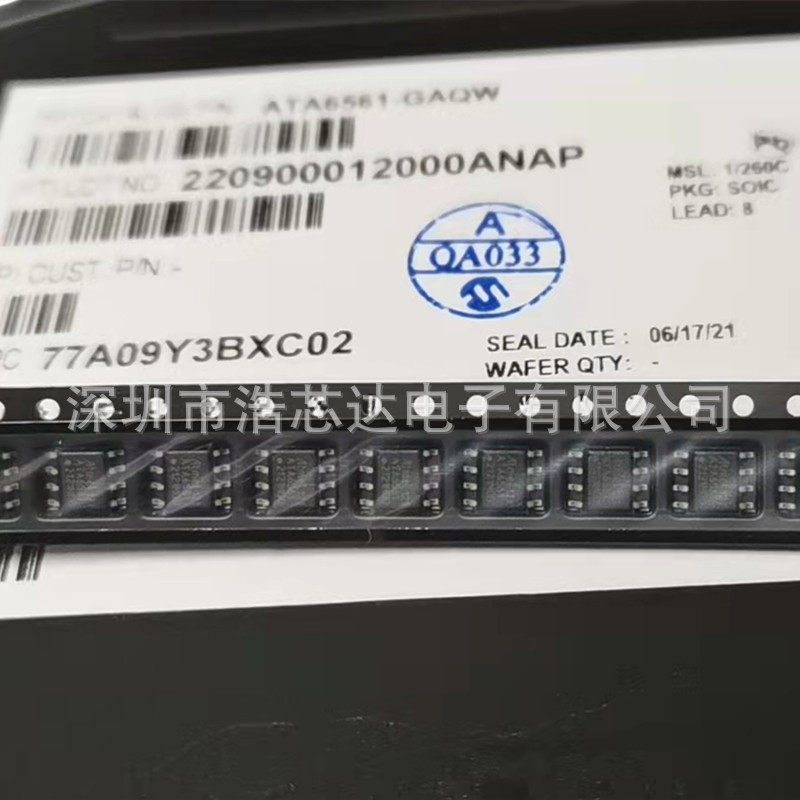 ATA6561-GAQW
220900012000ANAP
MSL: 1/260C
PKG: SOIC
LEAD: 8
A
QA033
CUST. P/N -
77A09Y3BXC02
SEAL DATE : 06/17/21
WAFER QTY: -
深圳市浩芯达电子有限公司